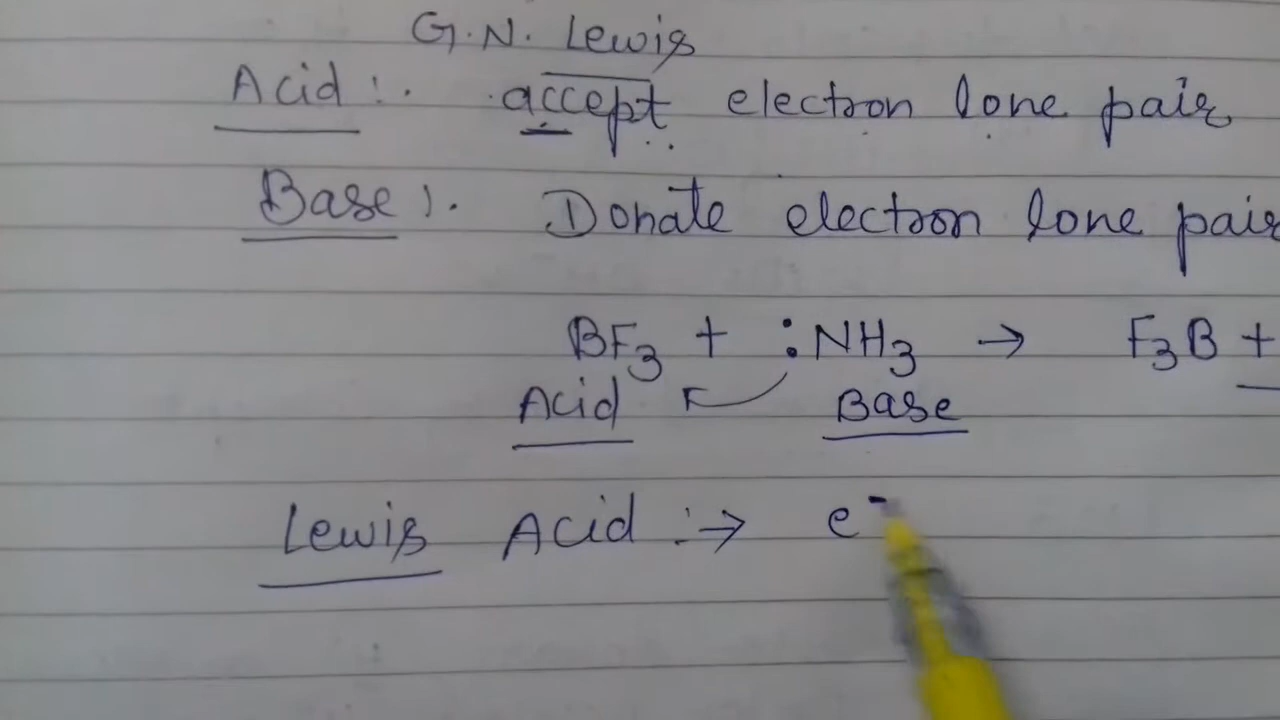 G.N. Lewis
Acid :. accept electron lone pair
Base :. Donate electron lone pair
BF₃ + :NH₃ → F₃B +
Acid Base
Lewis Acid :→ e⁻